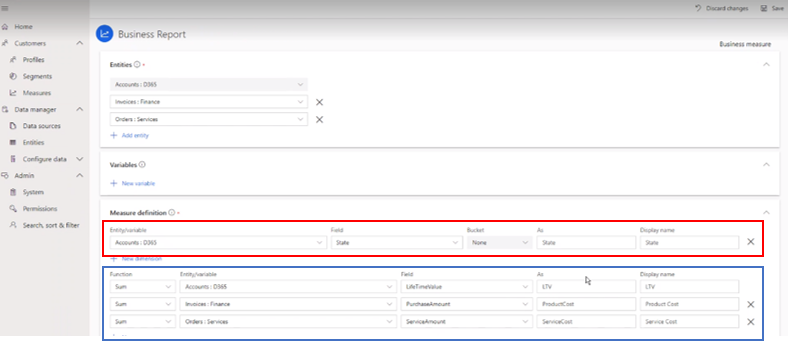 Discard changes Save
Home
Customers
Profiles
Segments
Measures
Data manager
Data sources
Entities
Configure data
Admin
System
Permissions
Search, sort & filter
Business Report
Business measure
Entities
Accounts : D365
Invoices : Finance
Orders : Services
+ Add entity
Variables
+ New variable
Measure definition
Entity/variable Field Bucket As Display name
Accounts : D365 State None State State
+ New dimension
Function Entity/variable Field As Display name
Sum Accounts : D365 LifeTimeValue LTV LTV
Sum Invoices : Finance PurchaseAmount ProductCost Product Cost
Sum Orders : Services ServiceAmount ServiceCost Service Cost